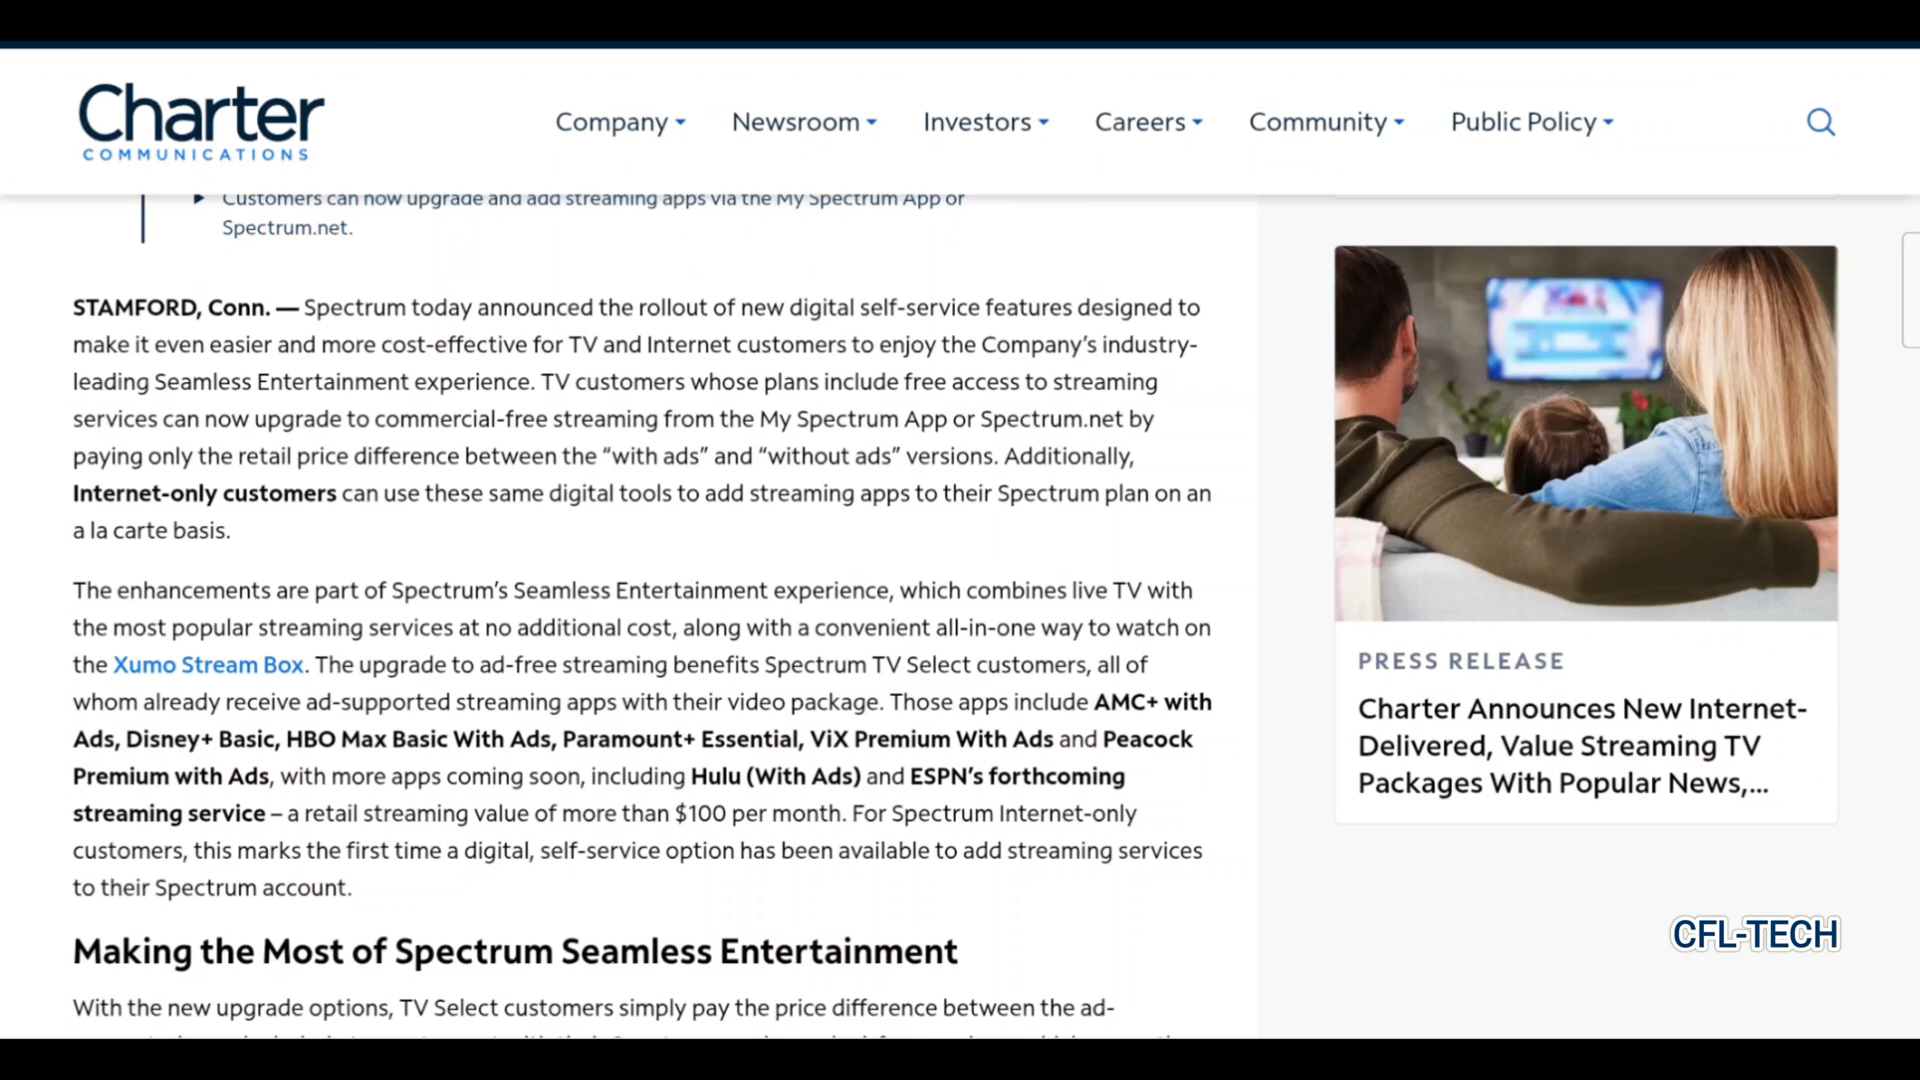 Charter
COMMUNICATIONS
Company
Newsroom
Investors
Careers
Community
Public Policy
Customers can now upgrade and add streaming apps via the My Spectrum App or
Spectrum.net.
STAMFORD, Conn. — Spectrum today announced the rollout of new digital self-service features designed to
make it even easier and more cost-effective for TV and Internet customers to enjoy the Company’s industry-
leading Seamless Entertainment experience. TV customers whose plans include free access to streaming
services can now upgrade to commercial-free streaming from the My Spectrum App or Spectrum.net by
paying only the retail price difference between the “with ads” and “without ads” versions. Additionally,
Internet-only customers can use these same digital tools to add streaming apps to their Spectrum plan on an
a la carte basis.
The enhancements are part of Spectrum’s Seamless Entertainment experience, which combines live TV with
the most popular streaming services at no additional cost, along with a convenient all-in-one way to watch on
the Xumo Stream Box. The upgrade to ad-free streaming benefits Spectrum TV Select customers, all of
whom already receive ad-supported streaming apps with their video package. Those apps include AMC+ with
Ads, Disney+ Basic, HBO Max Basic With Ads, Paramount+ Essential, ViX Premium With Ads and Peacock
Premium with Ads, with more apps coming soon, including Hulu (With Ads) and ESPN’s forthcoming
streaming service – a retail streaming value of more than $100 per month. For Spectrum Internet-only
customers, this marks the first time a digital, self-service option has been available to add streaming services
to their Spectrum account.
Making the Most of Spectrum Seamless Entertainment
With the new upgrade options, TV Select customers simply pay the price difference between the ad-
PRESS RELEASE
Charter Announces New Internet-
Delivered, Value Streaming TV
Packages With Popular News,...
CFL-TECH